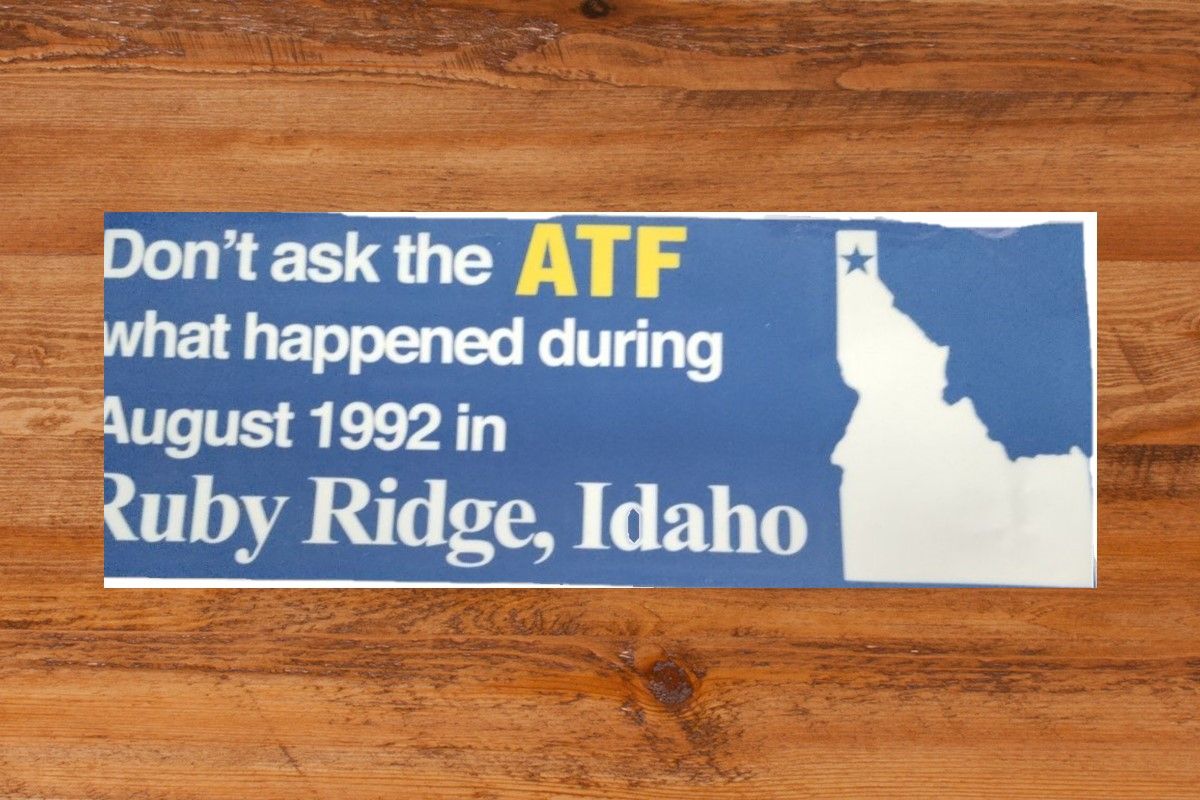 Don't ask the ATF
what happened during
August 1992 in
Ruby Ridge, Idaho